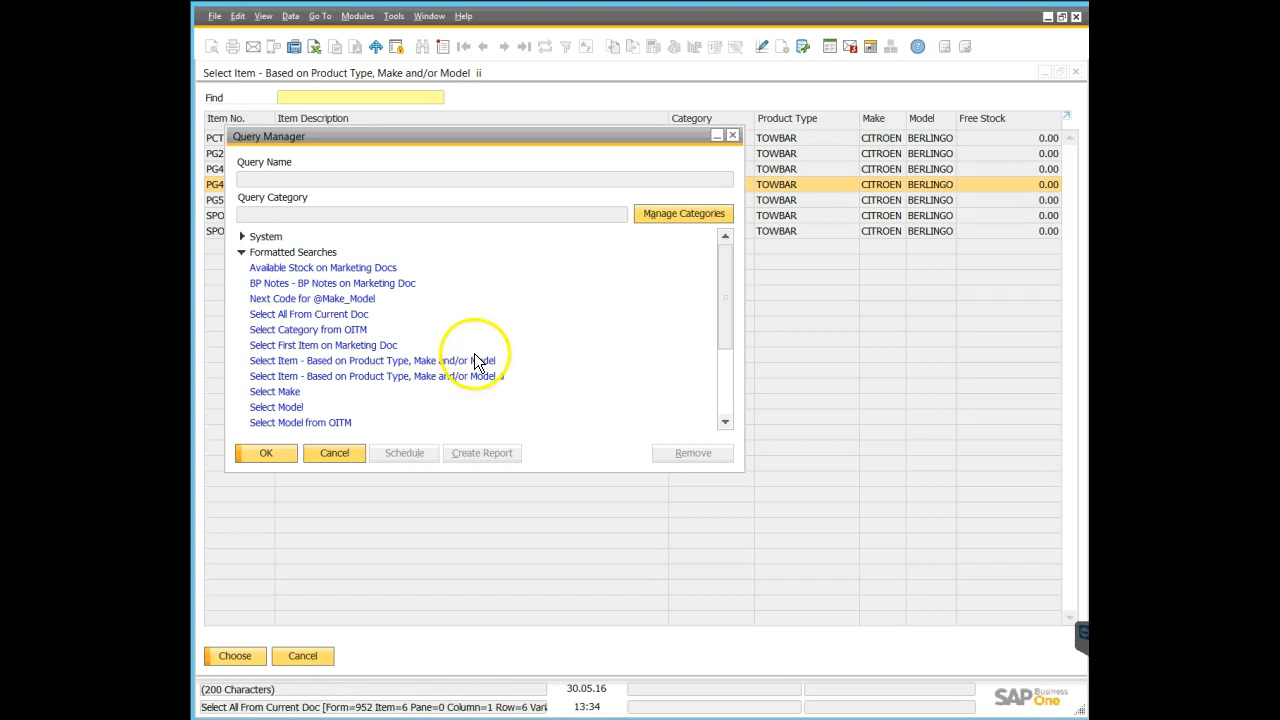 File Edit View Data Go To Modules Tools Window Help
Select Item - Based on Product Type, Make and/or Model ii
Find
Item No. Item Description Category Product Type Make Model Free Stock
PCT TOWBAR CITROEN BERLINGO 0.00
PG2 TOWBAR CITROEN BERLINGO 0.00
PG4 TOWBAR CITROEN BERLINGO 0.00
PG4 TOWBAR CITROEN BERLINGO 0.00
PG5 TOWBAR CITROEN BERLINGO 0.00
SPO TOWBAR CITROEN BERLINGO 0.00
SPO TOWBAR CITROEN BERLINGO 0.00
Query Manager
Query Name
Query Category
Manage Categories
System
Formatted Searches
Available Stock on Marketing Docs
BP Notes - BP Notes on Marketing Doc
Next Code for @Make_Model
Select All From Current Doc
Select Category from OITM
Select First Item on Marketing Doc
Select Item - Based on Product Type, Make and/or Model
Select Item - Based on Product Type, Make and/or Model ii
Select Make
Select Model
Select Model from OITM
OK Cancel Schedule Create Report Remove
Choose Cancel
(200 Characters) 30.05.16
Select All From Current Doc [Form=9352 Item=6 Pane=0 Column=1 Row=6 Vari 13:34
SAP Business One